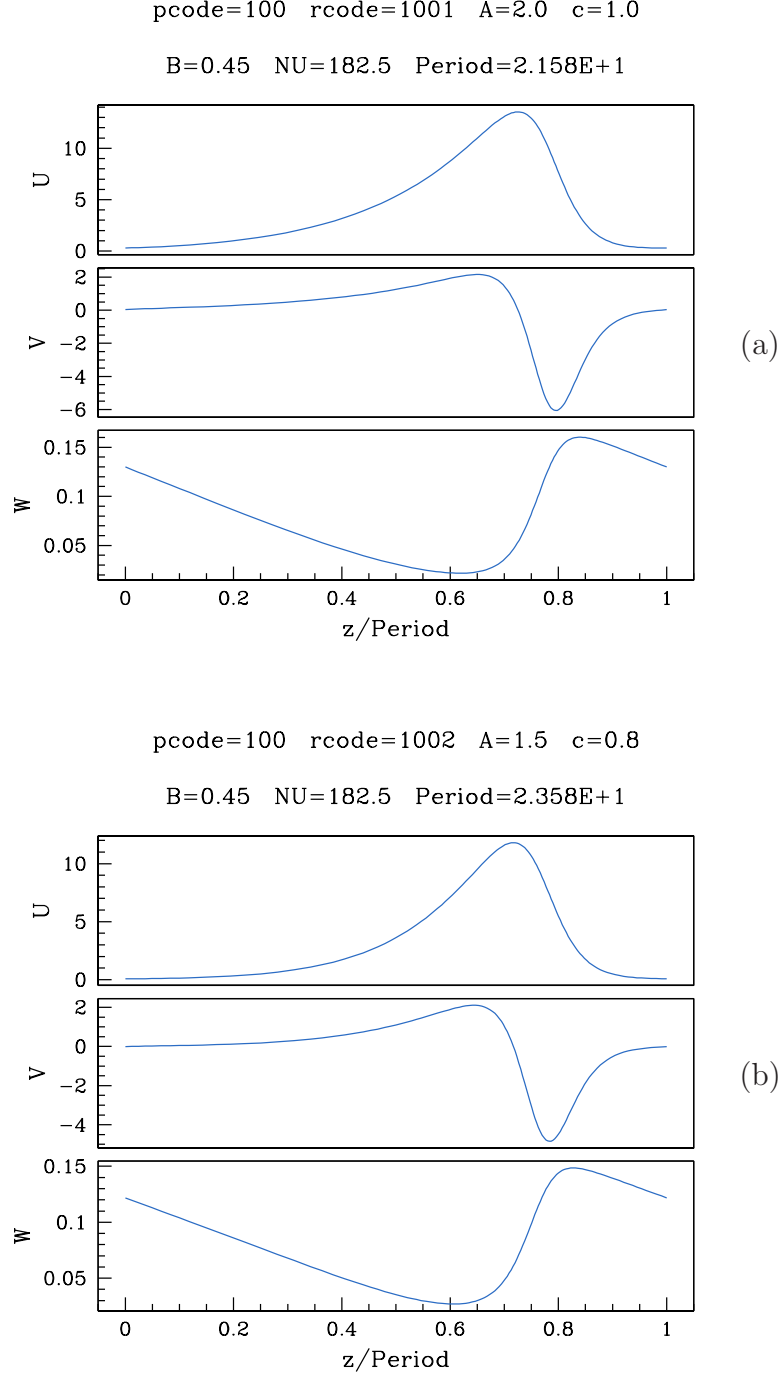 pcode=100 rcode=1001 A=2.0 c=1.0
B=0.45 NU=182.5 Period=2.158E+1
10
5
0
U
2
0
−2
−4
−6
V
(a)
0.15
0.1
0.05
W
0 0.2 0.4 0.6 0.8 1
z/Period
pcode=100 rcode=1002 A=1.5 c=0.8
B=0.45 NU=182.5 Period=2.358E+1
10
5
0
U
2
0
−2
−4
V
(b)
0.15
0.1
0.05
W
0 0.2 0.4 0.6 0.8 1
z/Period